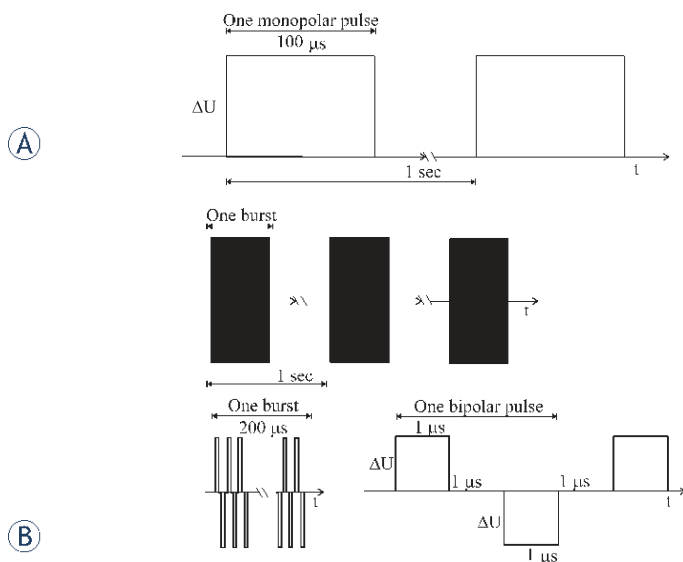 One monopolar pulse
100 µs
ΔU
A
1 sec
t
One burst
t
1 sec
One burst
200 µs
t
One bipolar pulse
1 µs
ΔU
1 µs
1 µs
t
ΔU
1 µs
B